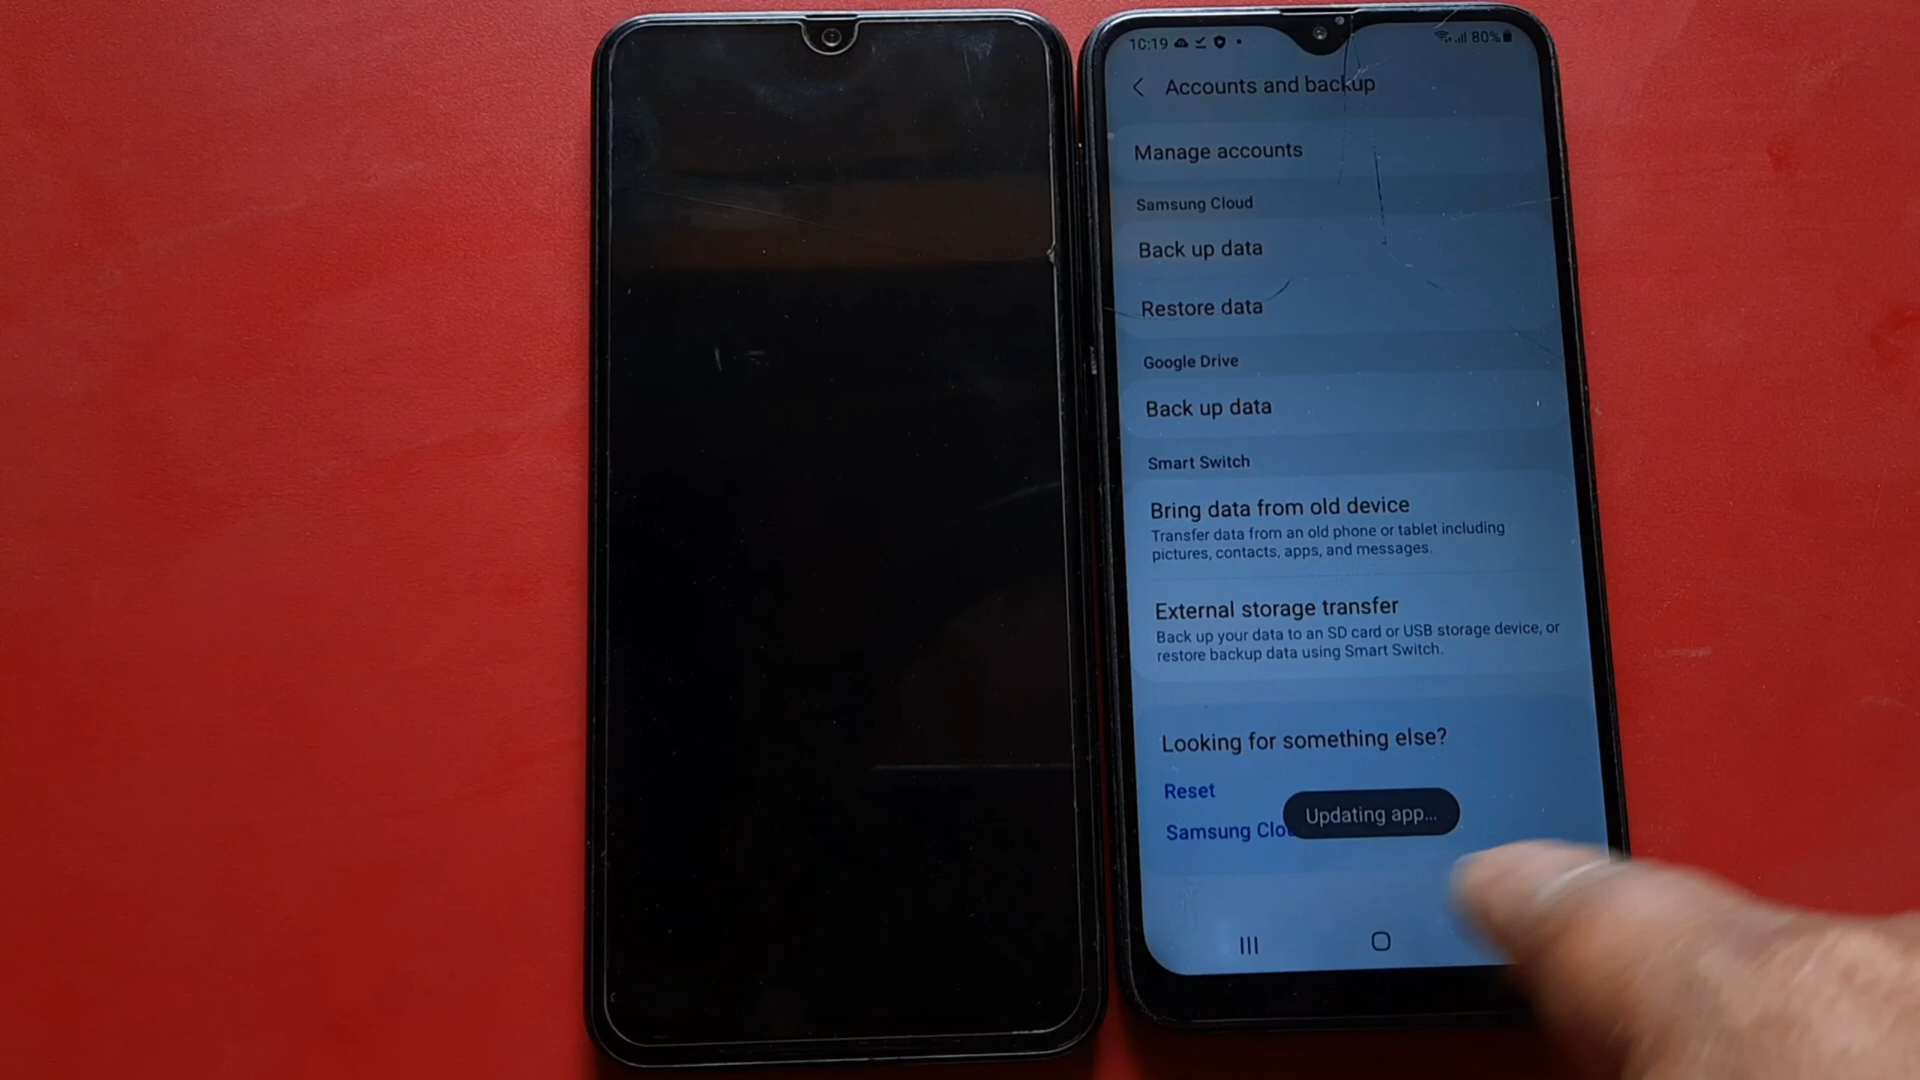 10:19 80%
Accounts and backup
Manage accounts
Samsung Cloud
Back up data
Restore data
Google Drive
Back up data
Smart Switch
Bring data from old device
Transfer data from an old phone or tablet including
pictures, contacts, apps, and messages.
External storage transfer
Back up your data to an SD card or USB storage device, or
restore backup data using Smart Switch.
Looking for something else?
Reset
Updating app...
Samsung Clo